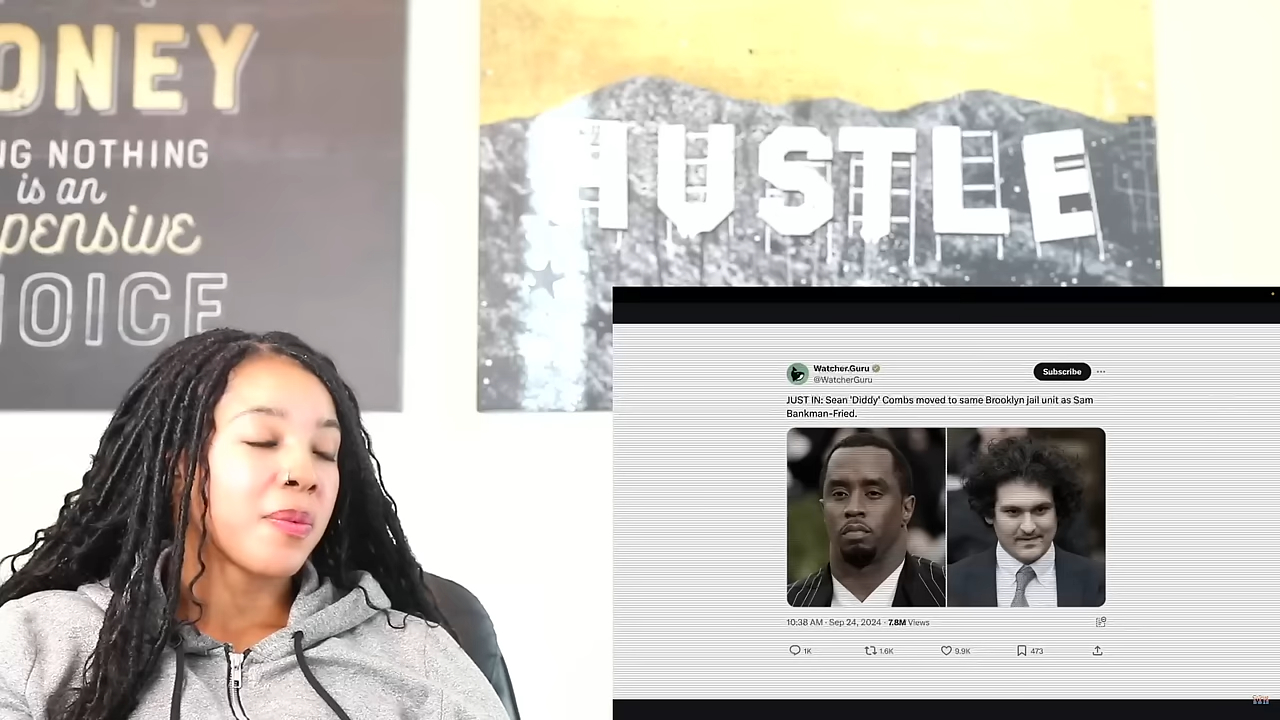 ONEY
NG NOTHING
is an
pensive
HOICE
HUSTLE
Watcher.Guru
@WatcherGuru
Subscribe
JUST IN: Sean 'Diddy' Combs moved to same Brooklyn jail unit as Sam
Bankman-Fried.
10:38 AM · Sep 24, 2024 · 7.8M Views
1K
1.6K
9.9K
473